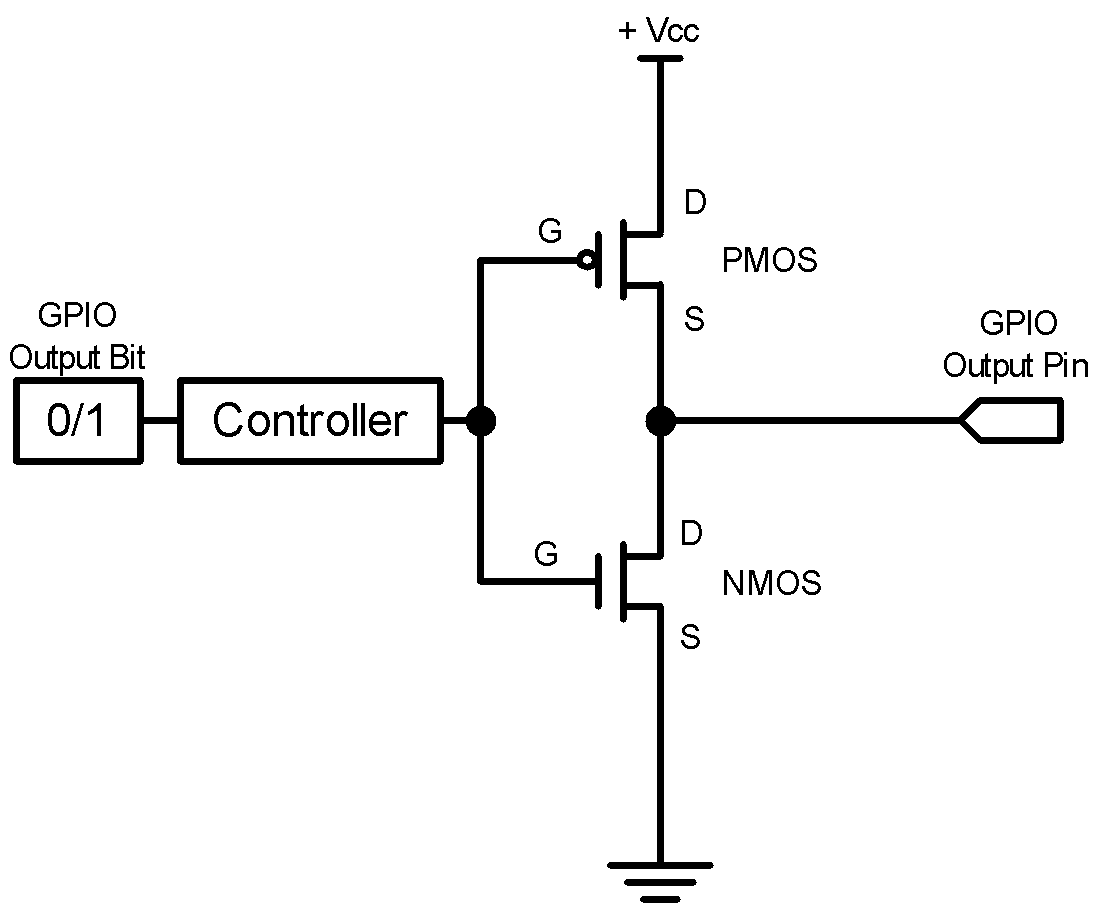 + Vcc
D
G
PMOS
S
GPIO
Output Bit
0/1
Controller
GPIO
Output Pin
D
G
NMOS
S